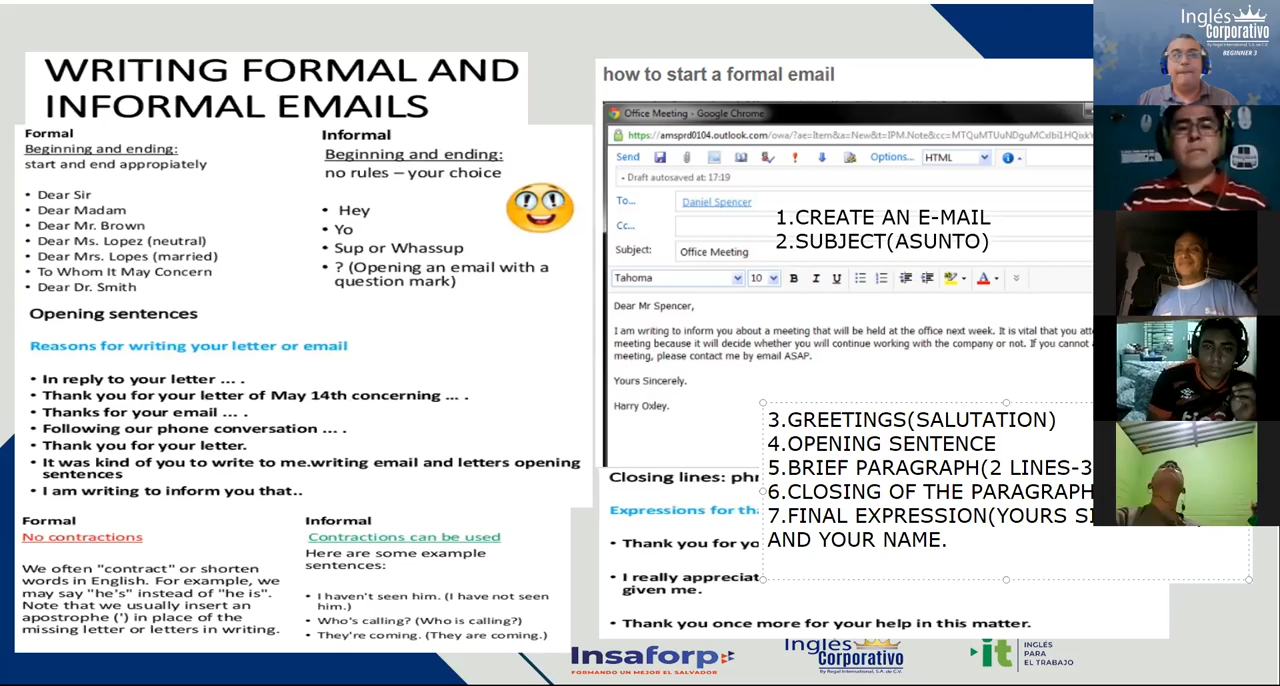 WRITING FORMAL AND
INFORMAL EMAILS
Formal
Beginning and ending:
start and end appropiately
• Dear Sir
• Dear Madam
• Dear Mr. Brown
• Dear Ms. Lopez (neutral)
• Dear Mrs. Lopes (married)
• To Whom It May Concern
• Dear Dr. Smith
Informal
Beginning and ending:
no rules – your choice
• Hey
• Yo
• Sup or Whassup
• ? (Opening an email with a
question mark)
Opening sentences
Reasons for writing your letter or email
• In reply to your letter ... .
• Thank you for your letter of May 14th concerning ... .
• Thanks for your email ... .
• Following our phone conversation ... .
• Thank you for your letter.
• It was kind of you to write to me.writing email and letters opening
sentences
• I am writing to inform you that..
Formal
No contractions
We often "contract" or shorten
words in English. For example, we
may say "he's" instead of "he is".
Note that we usually insert an
apostrophe (') in place of the
missing letter or letters in writing.
Informal
Contractions can be used
Here are some example
sentences:
• I haven't seen him. (I have not seen
him.)
• Who's calling? (Who is calling?)
• They're coming. (They are coming.)
how to start a formal email
Office Meeting - Google Chrome
Send
Options...
HTML
• Draft autosaved at: 17:19
To...
Daniel Spencer
Cc...
Subject:
Office Meeting
1.CREATE AN E-MAIL
2.SUBJECT(ASUNTO)
Tahoma
10
B I U
Dear Mr Spencer,
I am writing to inform you about a meeting that will be held at the office next week. It is vital that you
meeting because it will decide whether you will continue working with the company or not. If you cannot
meeting, please contact me by email ASAP.
Yours Sincerely.
Harry Oxley.
3.GREETINGS(SALUTATION)
4.OPENING SENTENCE
5.BRIEF PARAGRAPH(2 LINES-3
6.CLOSING OF THE PARAGRAPH
7.FINAL EXPRESSION(YOURS
AND YOUR NAME.
Closing lines:
Expressions for
• Thank you for
• I really
given me.
• Thank you once more for your help in this matter.
Insaforp
FORMANDO UN MEJOR EL SALVADOR
Inglés
Corporativo
By Regal International, S.A. de C.V.
it
INGLÉS
PARA
EL TRABAJO
Inglés
Corporativo
By Regal International, S.A. de C.V.
BEGINNER 3